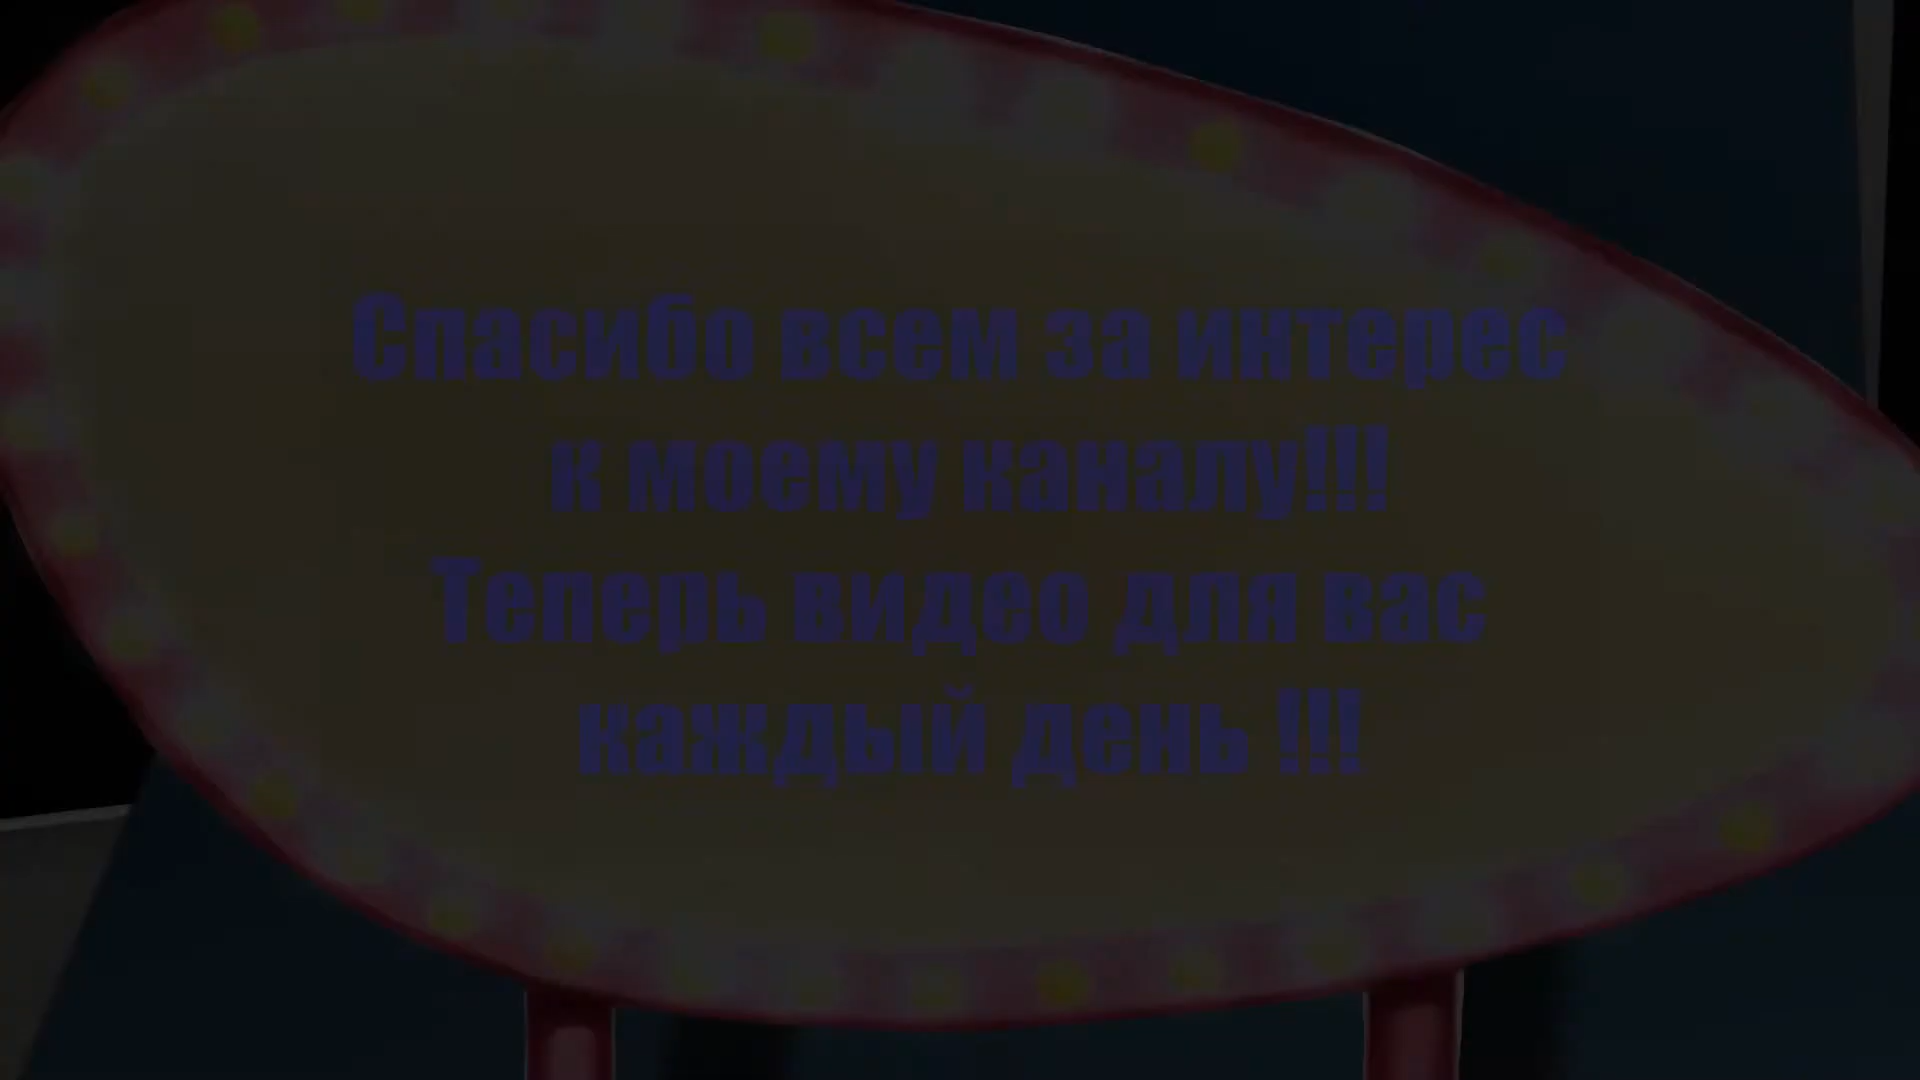 Спасибо всем за интерес
к моему каналу!!!
Теперь видео для вас
каждый день !!!